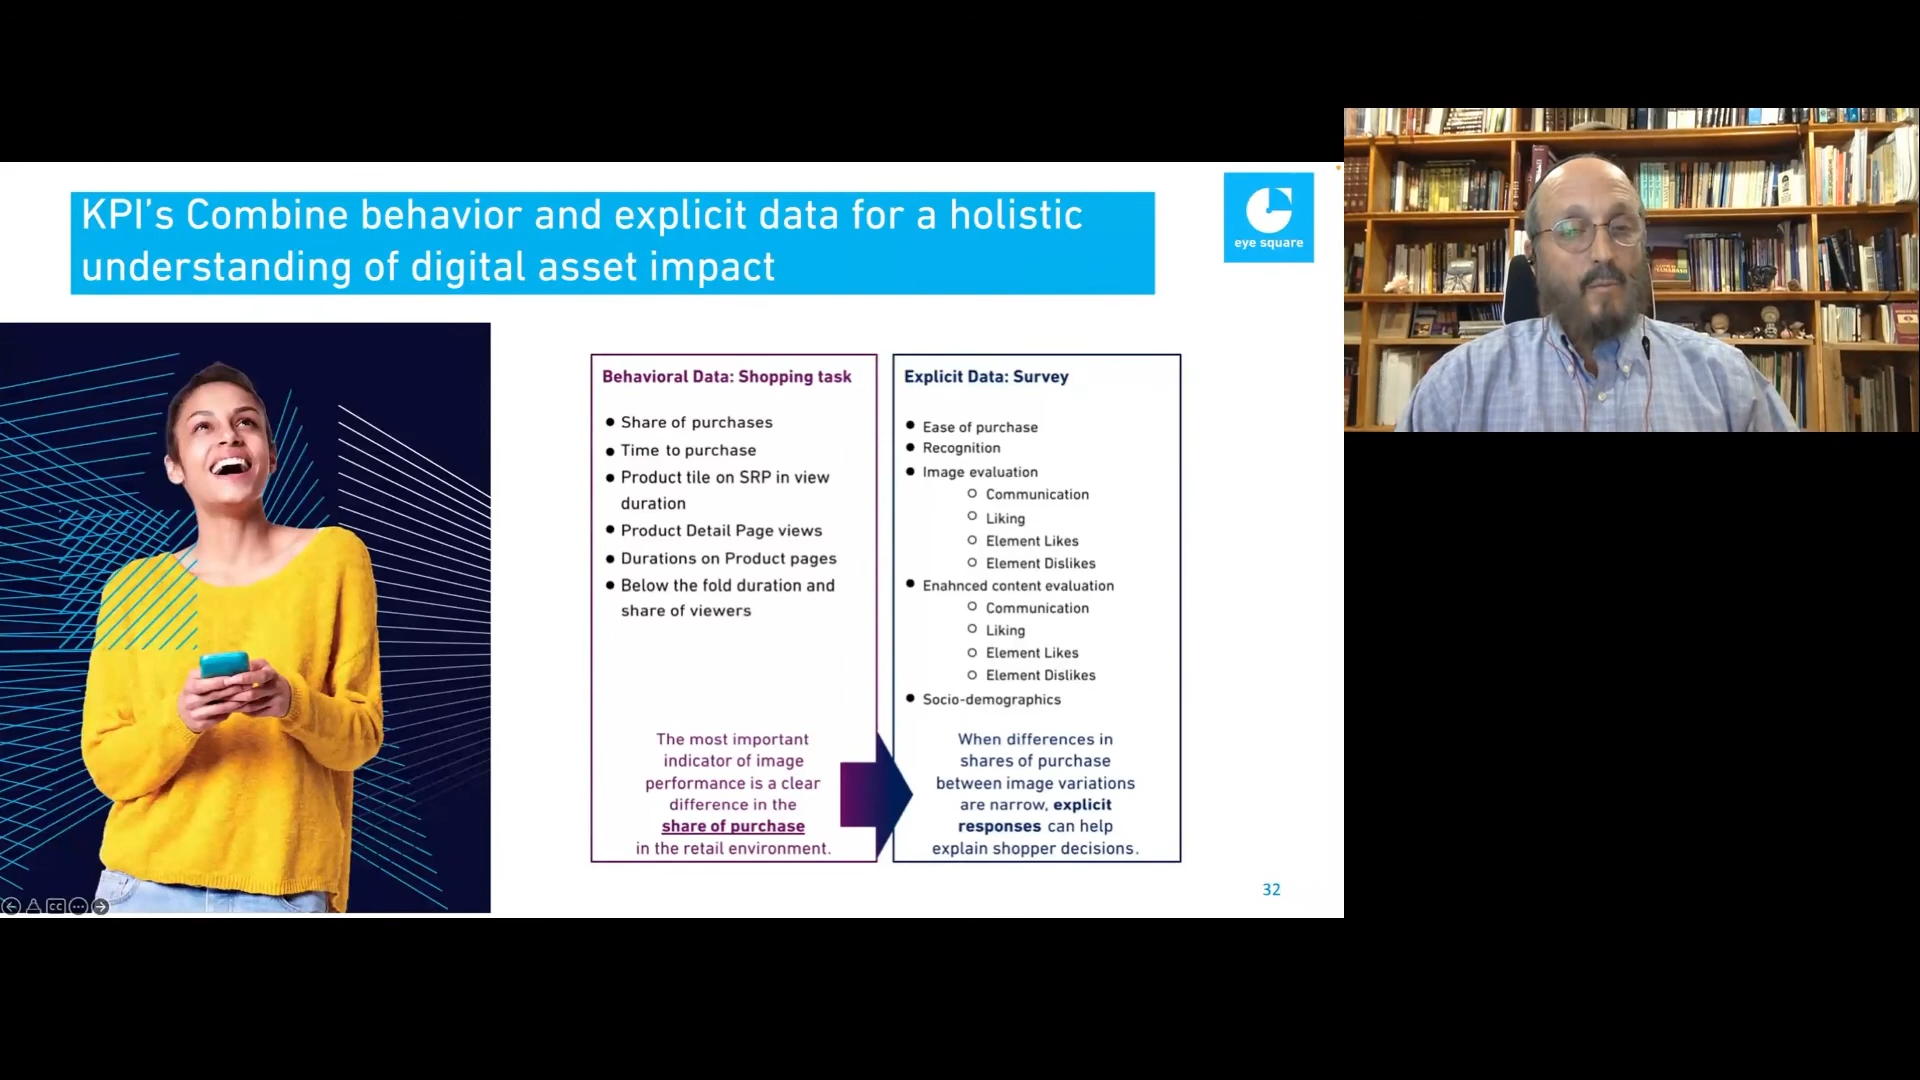 KPI's Combine behavior and explicit data for a holistic
understanding of digital asset impact
eye square
Behavioral Data: Shopping task
● Share of purchases
● Time to purchase
● Product tile on SRP in view
duration
● Product Detail Page views
● Durations on Product pages
● Below the fold duration and
share of viewers
The most important
indicator of image
performance is a clear
difference in the
share of purchase
in the retail environment.
Explicit Data: Survey
● Ease of purchase
● Recognition
● Image evaluation
○ Communication
○ Liking
○ Element Likes
○ Element Dislikes
● Enahnced content evaluation
○ Communication
○ Liking
○ Element Likes
○ Element Dislikes
● Socio-demographics
When differences in
shares of purchase
between image variations
are narrow, explicit
responses can help
explain shopper decisions.
32
CC